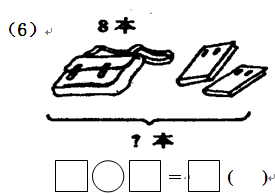 （6）
8 本
? 本
□○□=□(  )